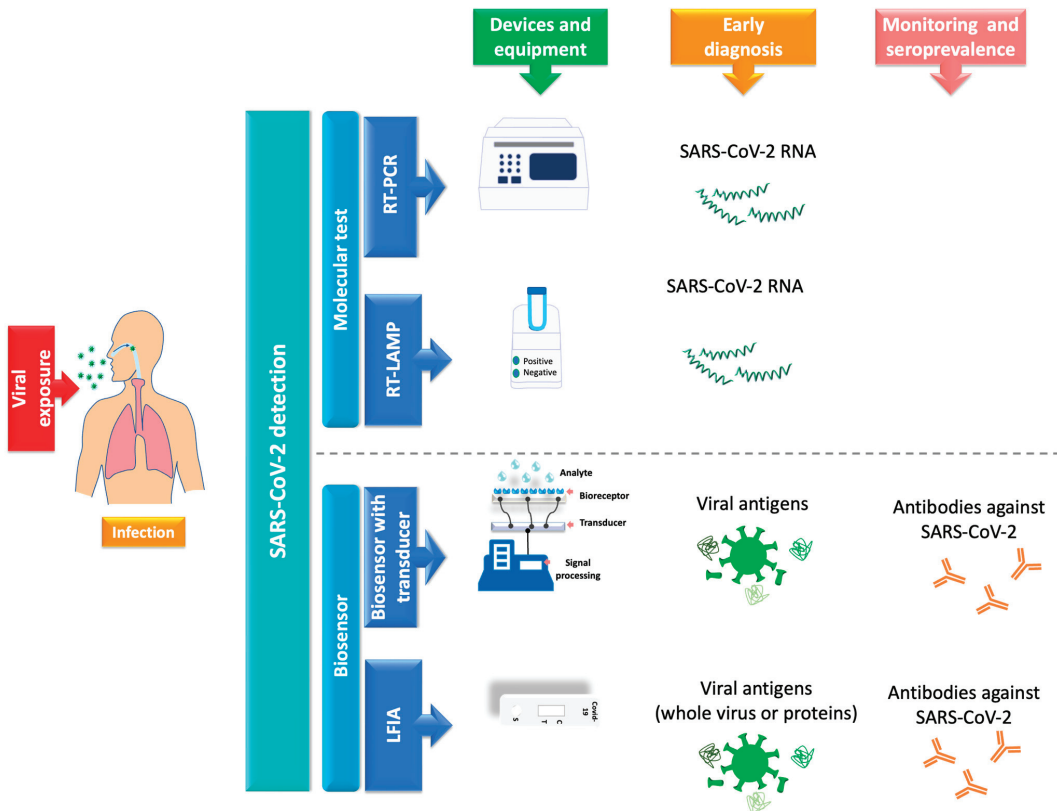 Devices and
equipment
Early
diagnosis
Monitoring and
seroprevalence
Viral
exposure
Infection
SARS-CoV-2 detection
Molecular test
RT-PCR
SARS-CoV-2 RNA
RT-LAMP
Positive
Negative
SARS-CoV-2 RNA
Biosensor
Biosensor with
transducer
Analyte
Bioreceptor
Transducer
Signal
processing
Viral antigens
Antibodies against
SARS-CoV-2
LFIA
Covid-
19
C
T
S
Viral antigens
(whole virus or proteins)
Antibodies against
SARS-CoV-2